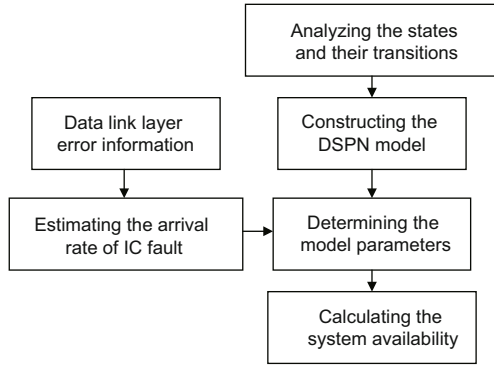 Analyzing the states
and their transitions
Data link layer
error information
Constructing the
DSPN model
Estimating the arrival
rate of IC fault
Determining the
model parameters
Calculating the
system availability